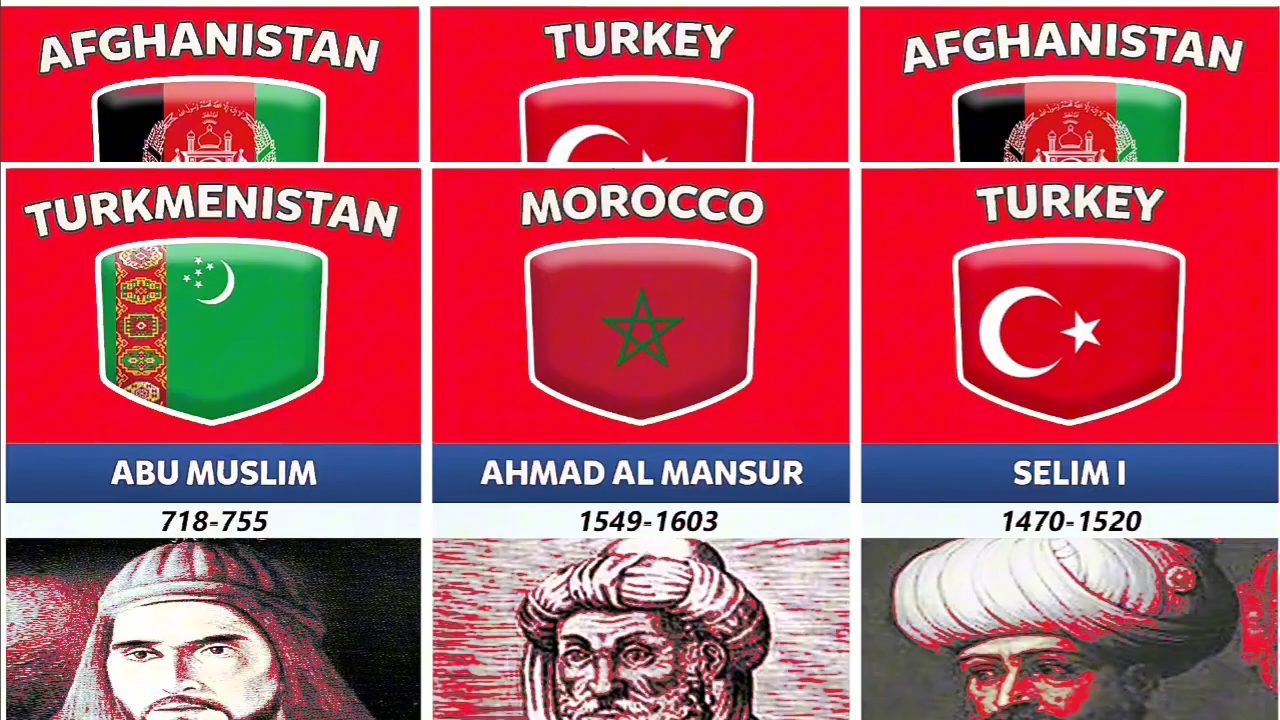 AFGHANISTAN
TURKEY
AFGHANISTAN
TURKMENISTAN
MOROCCO
TURKEY
ABU MUSLIM
AHMAD AL MANSUR
SELIM I
718-755
1549-1603
1470-1520